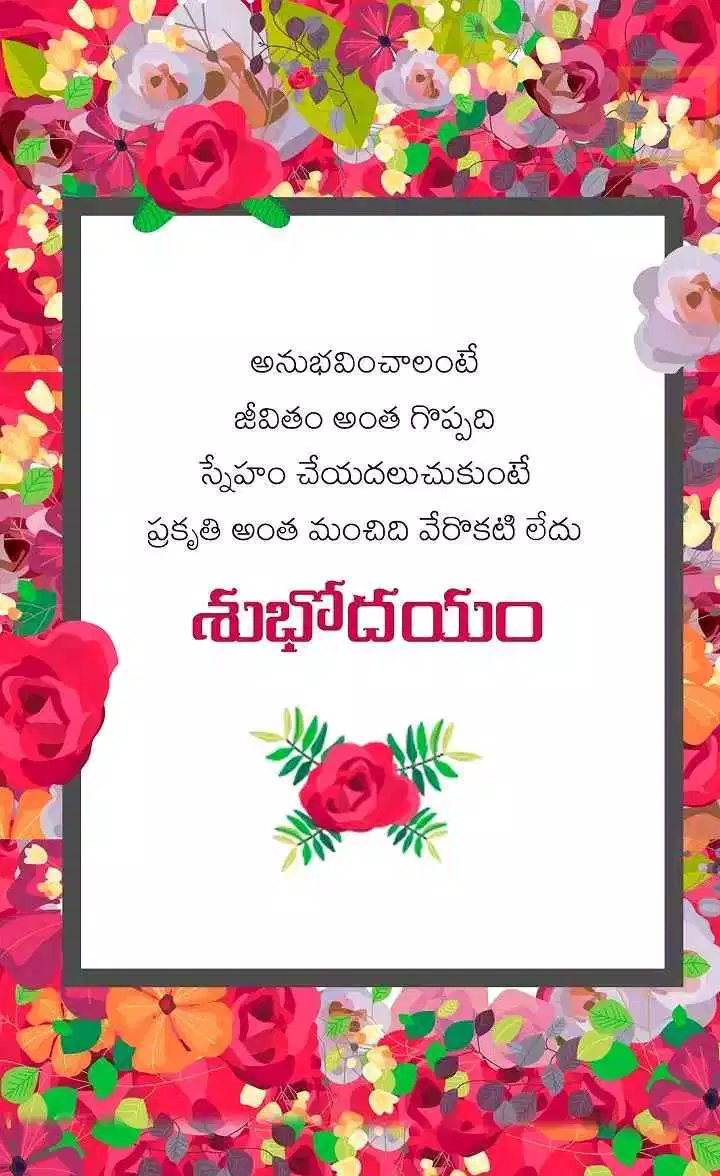 అనుభవించాలంటే
జీవితం అంత గొప్పది
స్నేహం చేయదలుచుకుంటే
ప్రకృతి అంత మంచిది వేరొకటి లేదు
శుభోదయం